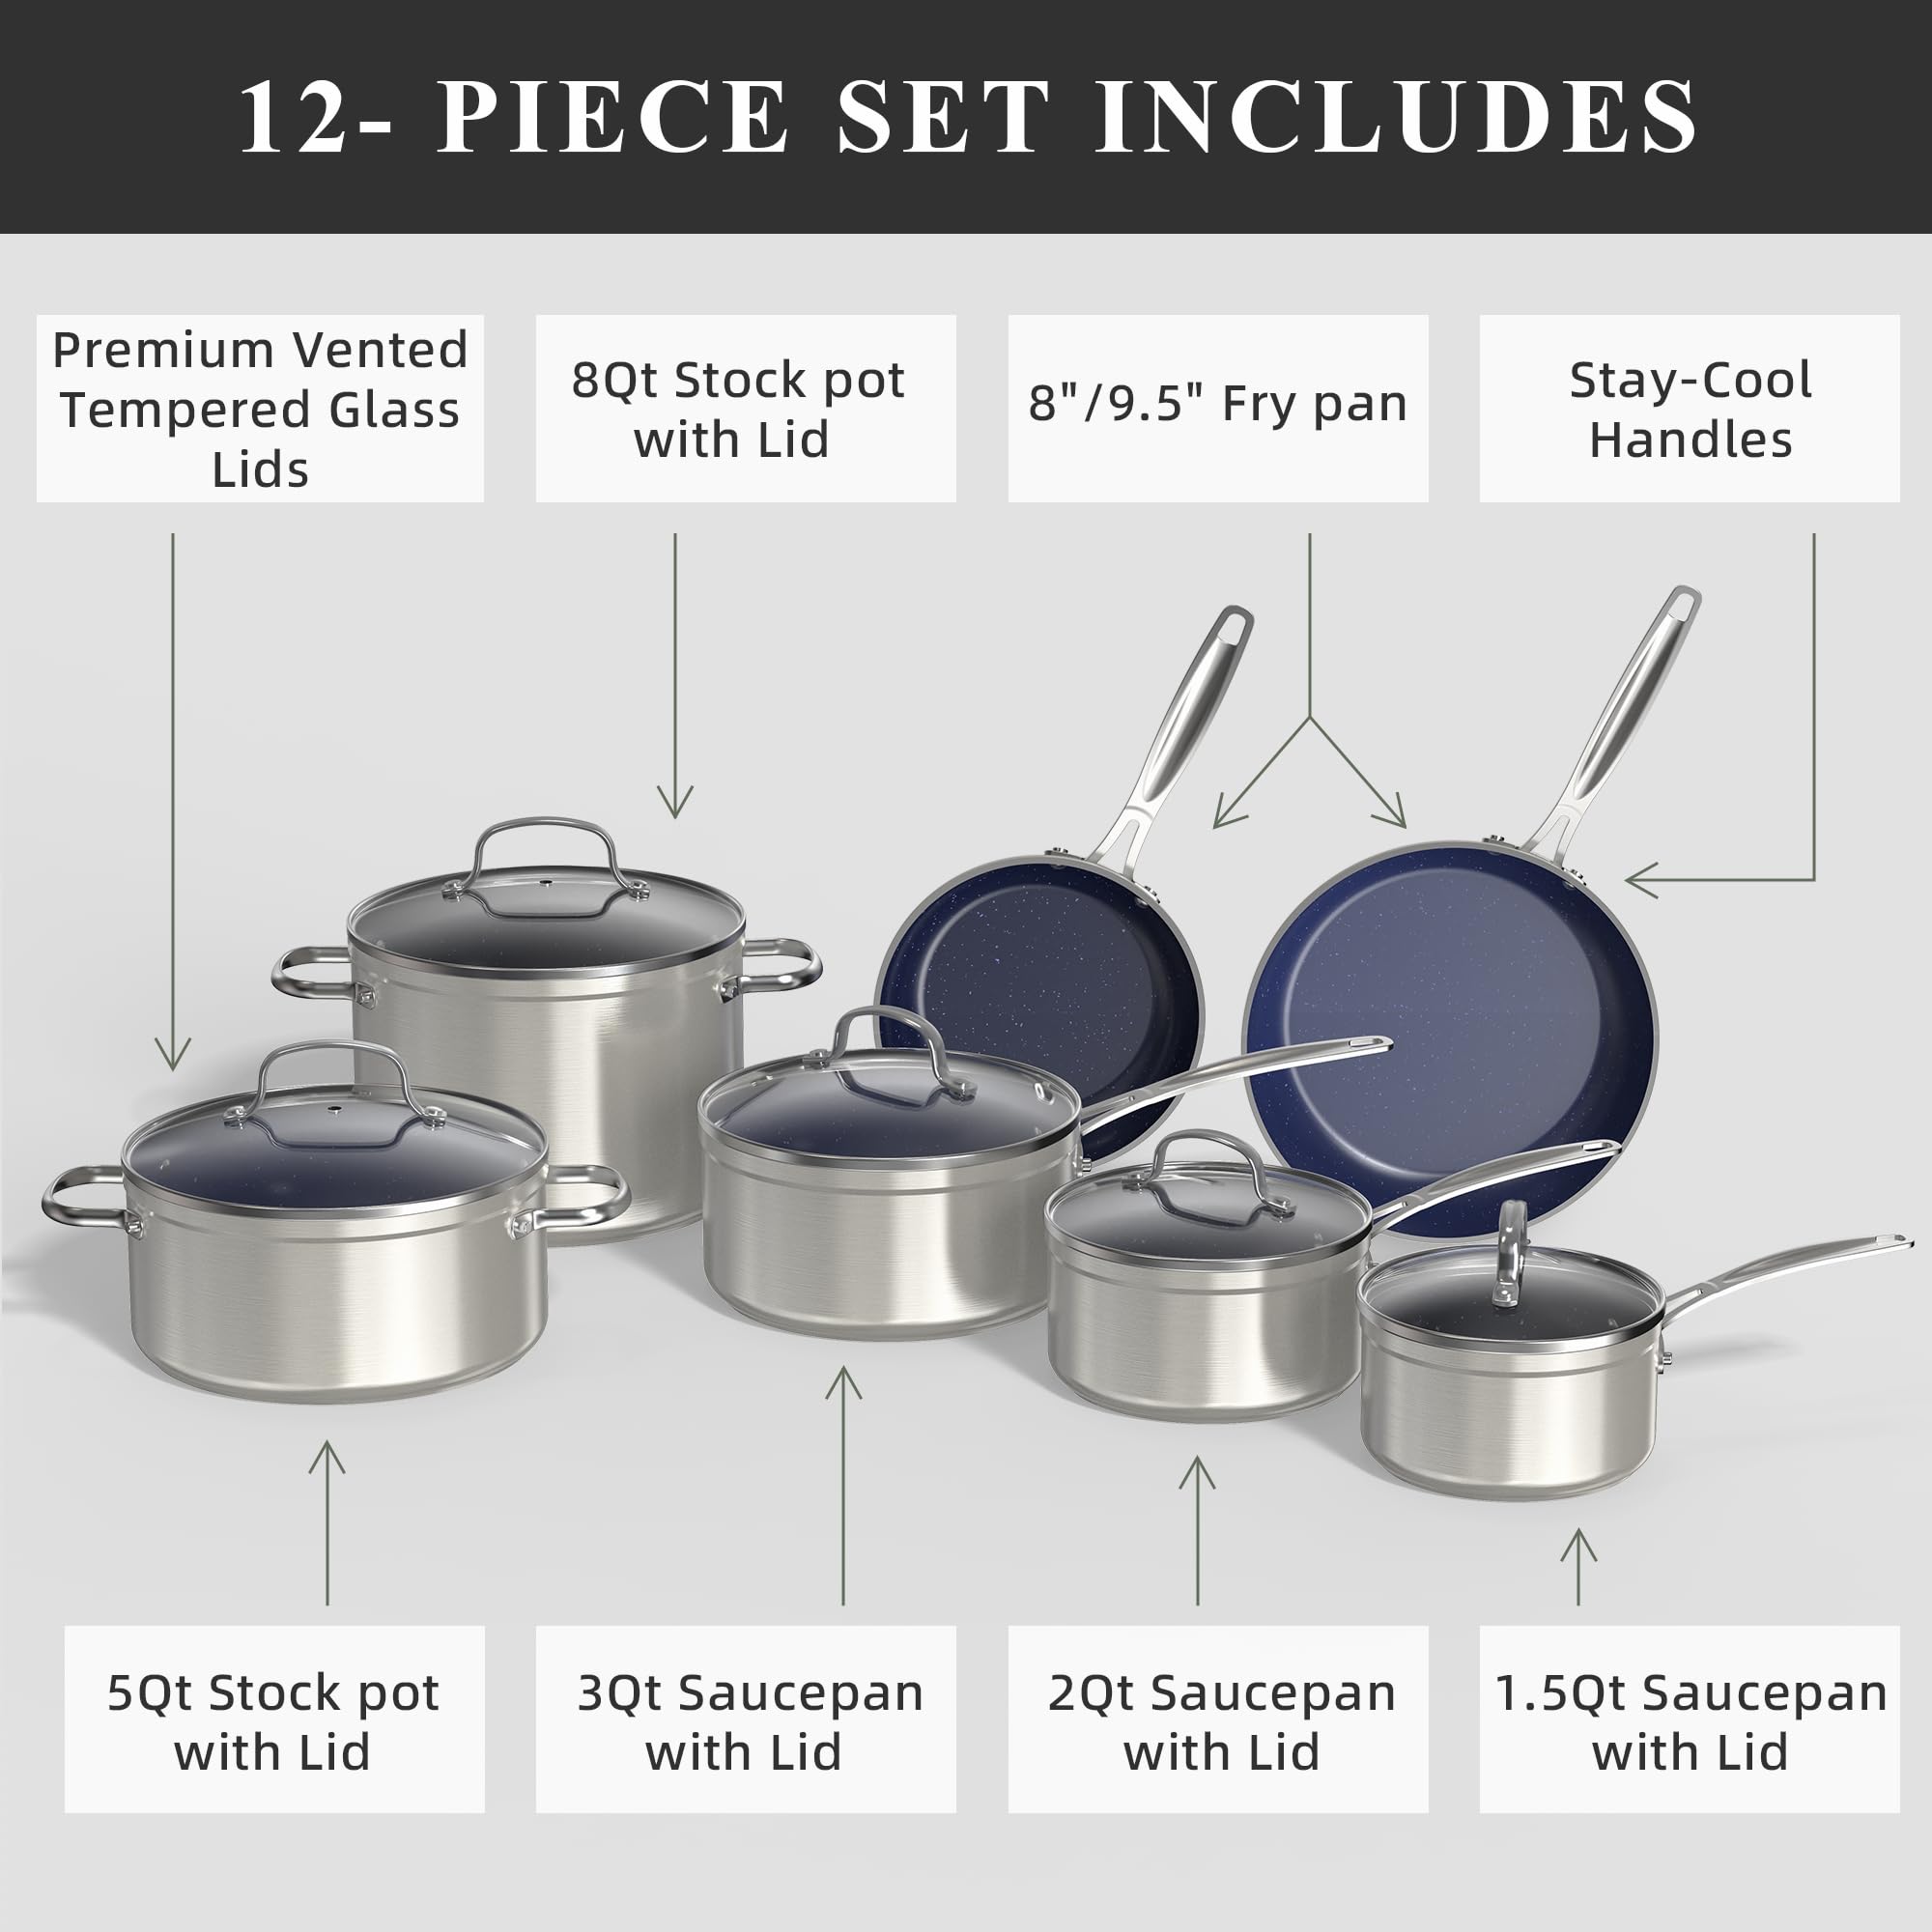 12- PIECE SET INCLUDES
Premium Vented
Tempered Glass
Lids
8Qt Stock pot
with Lid
8"/9.5" Fry pan
Stay-Cool
Handles
5Qt Stock pot
with Lid
3Qt Saucepan
with Lid
2Qt Saucepan
with Lid
1.5Qt Saucepan
with Lid